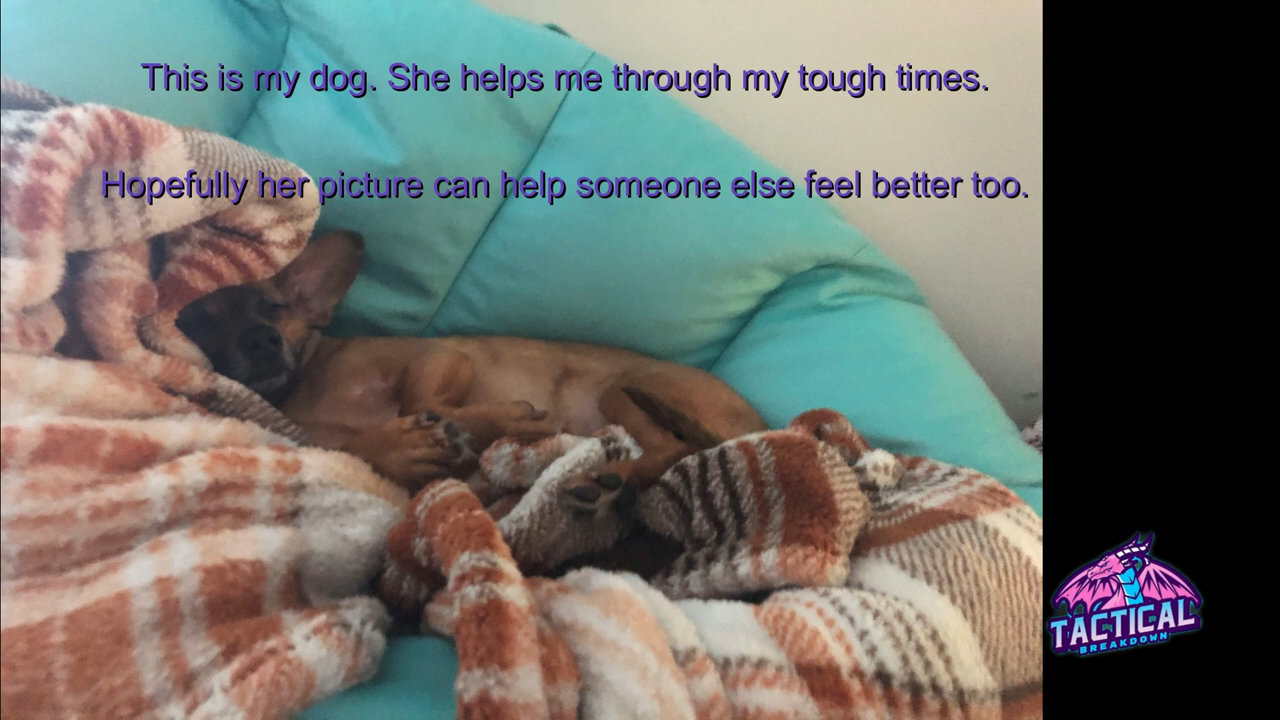 This is my dog. She helps me through my tough times.
Hopefully her picture can help someone else feel better too.
TACTICAL
BREAKDOWN